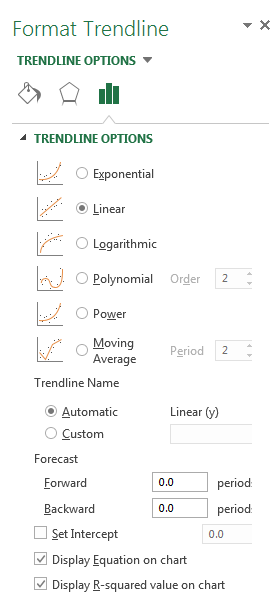 Format Trendline
TRENDLINE OPTIONS
TRENDLINE OPTIONS
Exponential
Linear
Logarithmic
Polynomial Order 2
Power
Moving Average Period 2
Trendline Name
Automatic Linear (y)
Custom
Forecast
Forward 0.0 period
Backward 0.0 period
Set Intercept 0.0
Display Equation on chart
Display R-squared value on chart